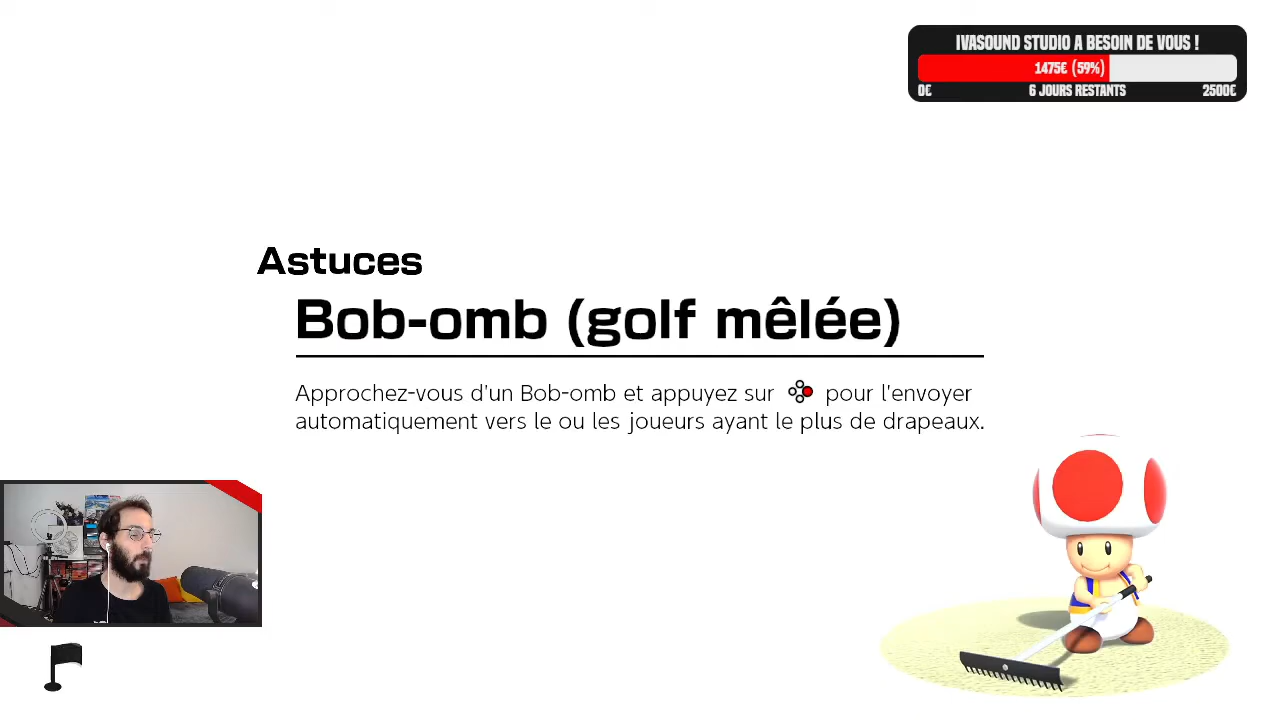 IVASOUND STUDIO A BESOIN DE VOUS !
1475€ (59%)
0€ 6 JOURS RESTANTS 2500€
Astuces
Bob-omb (golf mêlée)
Approchez-vous d'un Bob-omb et appuyez sur pour l'envoyer
automatiquement vers le ou les joueurs ayant le plus de drapeaux.